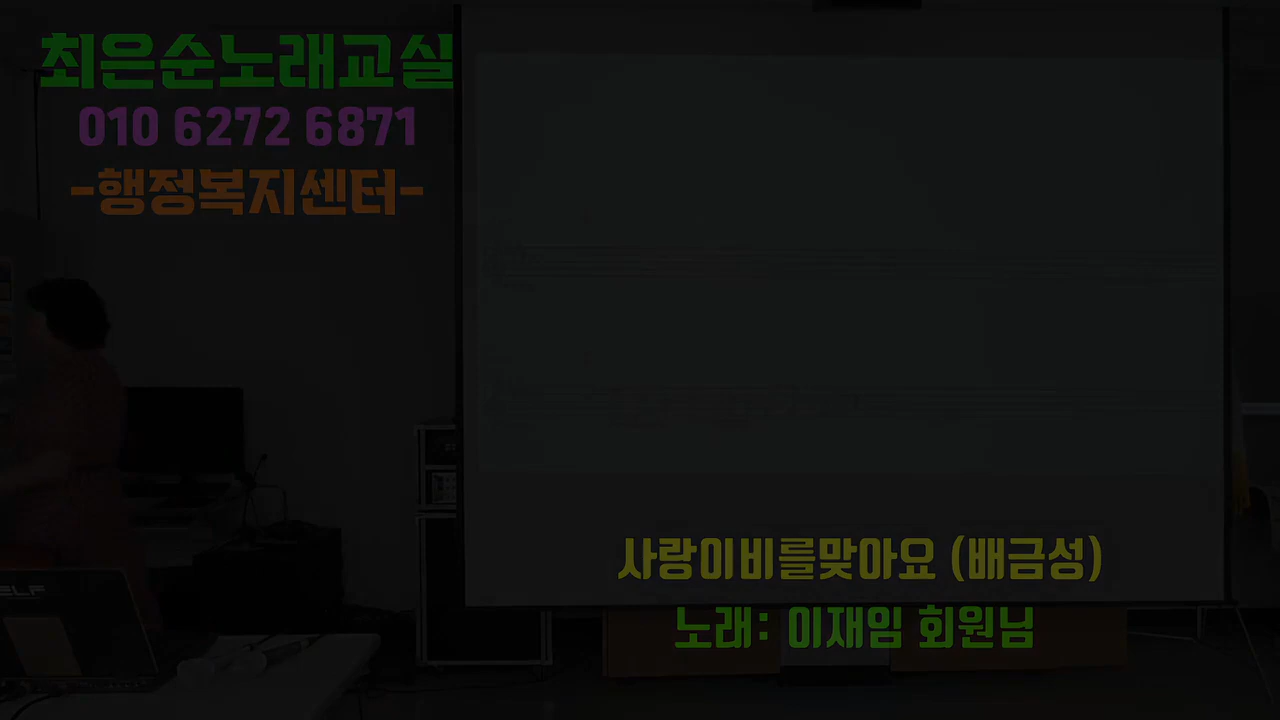 최은순노래교실
010 6272 6871
-행정복지센터-
사랑이비를맞아요 (배금성)
노래: 이재임 회원님